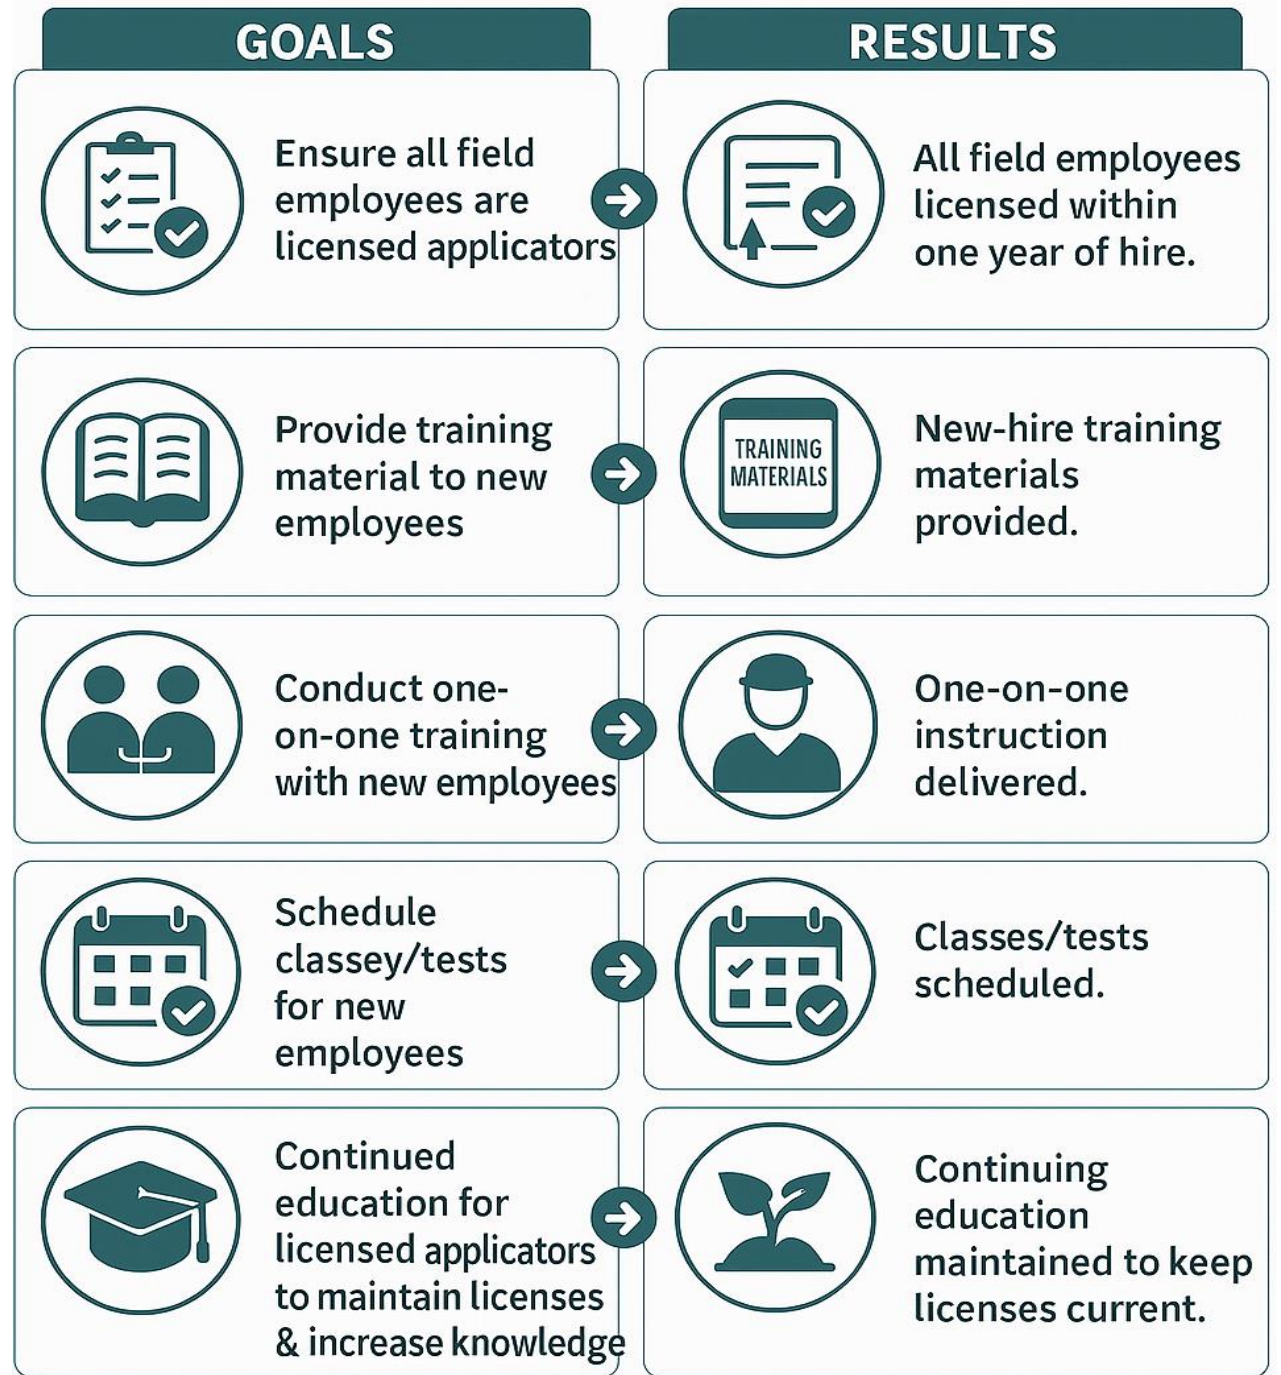 GOALS
RESULTS
Ensure all field
employees are
licensed applicators
All field employees
licensed within
one year of hire.
Provide training
material to new
employees
TRAINING
MATERIALS
New-hire training
materials
provided.
Conduct one-
on-one training
with new employees
One-on-one
instruction
delivered.
Schedule
classey/tests
for new
employees
Classes/tests
scheduled.
Continued
education for
licensed applicators
to maintain licenses
& increase knowledge
Continuing
education
maintained to keep
licenses current.